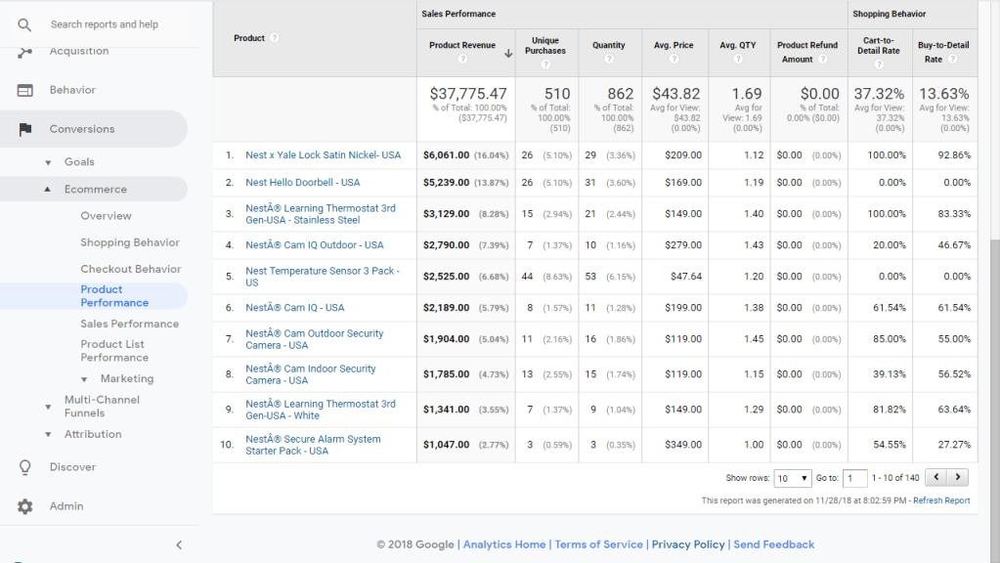 Search reports and help
Acquisition
Behavior
Conversions
Goals
Ecommerce
Overview
Shopping Behavior
Checkout Behavior
Product
Performance
Sales Performance
Product List
Performance
Marketing
Multi-Channel
Funnels
Attribution
Discover
Admin
Sales Performance Shopping Behavior
Product ? Product Revenue ? Unique Purchases ? Quantity ? Avg. Price ? Avg. QTY ? Product Refund Amount ? Cart-to-Detail Rate ? Buy-to-Detail Rate ?
$37,775.47 510 862 $43.82 1.69 $0.00 37.32% 13.63%
% of Total: 100.00% ($37,775.47) % of Total: 100.00% (510) % of Total: 100.00% (862) Avg for View: $43.82 (0.00%) Avg for View: 1.69 (0.00%) % of Total: 0.00% ($0.00) Avg for View: 37.32% (0.00%) Avg for View: 13.63% (0.00%)
1. Nest x Yale Lock Satin Nickel- USA $6,061.00 (16.04%) 26 (5.10%) 29 (3.36%) $209.00 1.12 $0.00 (0.00%) 100.00% 92.86%
2. Nest Hello Doorbell - USA $5,239.00 (13.87%) 26 (5.10%) 31 (3.60%) $169.00 1.19 $0.00 (0.00%) 0.00% 0.00%
3. NestÂ® Learning Thermostat 3rd Gen-USA - Stainless Steel $3,129.00 (8.28%) 15 (2.94%) 21 (2.44%) $149.00 1.40 $0.00 (0.00%) 100.00% 83.33%
4. NestÂ® Cam IQ Outdoor - USA $2,790.00 (7.39%) 7 (1.37%) 10 (1.16%) $279.00 1.43 $0.00 (0.00%) 20.00% 46.67%
5. Nest Temperature Sensor 3 Pack - US $2,525.00 (6.68%) 44 (8.63%) 53 (6.15%) $47.64 1.20 $0.00 (0.00%) 0.00% 0.00%
6. NestÂ® Cam IQ - USA $2,189.00 (5.79%) 8 (1.57%) 11 (1.28%) $199.00 1.38 $0.00 (0.00%) 61.54% 61.54%
7. NestÂ® Cam Outdoor Security Camera - USA $1,904.00 (5.04%) 11 (2.16%) 16 (1.86%) $119.00 1.45 $0.00 (0.00%) 85.00% 55.00%
8. NestÂ® Cam Indoor Security Camera - USA $1,785.00 (4.73%) 13 (2.55%) 15 (1.74%) $119.00 1.15 $0.00 (0.00%) 39.13% 56.52%
9. NestÂ® Learning Thermostat 3rd Gen-USA - White $1,341.00 (3.55%) 7 (1.37%) 9 (1.04%) $149.00 1.29 $0.00 (0.00%) 81.82% 63.64%
10. NestÂ® Secure Alarm System Starter Pack - USA $1,047.00 (2.77%) 3 (0.59%) 3 (0.35%) $349.00 1.00 $0.00 (0.00%) 54.55% 27.27%
Show rows: 10 Go to: 1 1 - 10 of 140
This report was generated on 11/28/18 at 8:02:59 PM - Refresh Report
© 2018 Google | Analytics Home | Terms of Service | Privacy Policy | Send Feedback